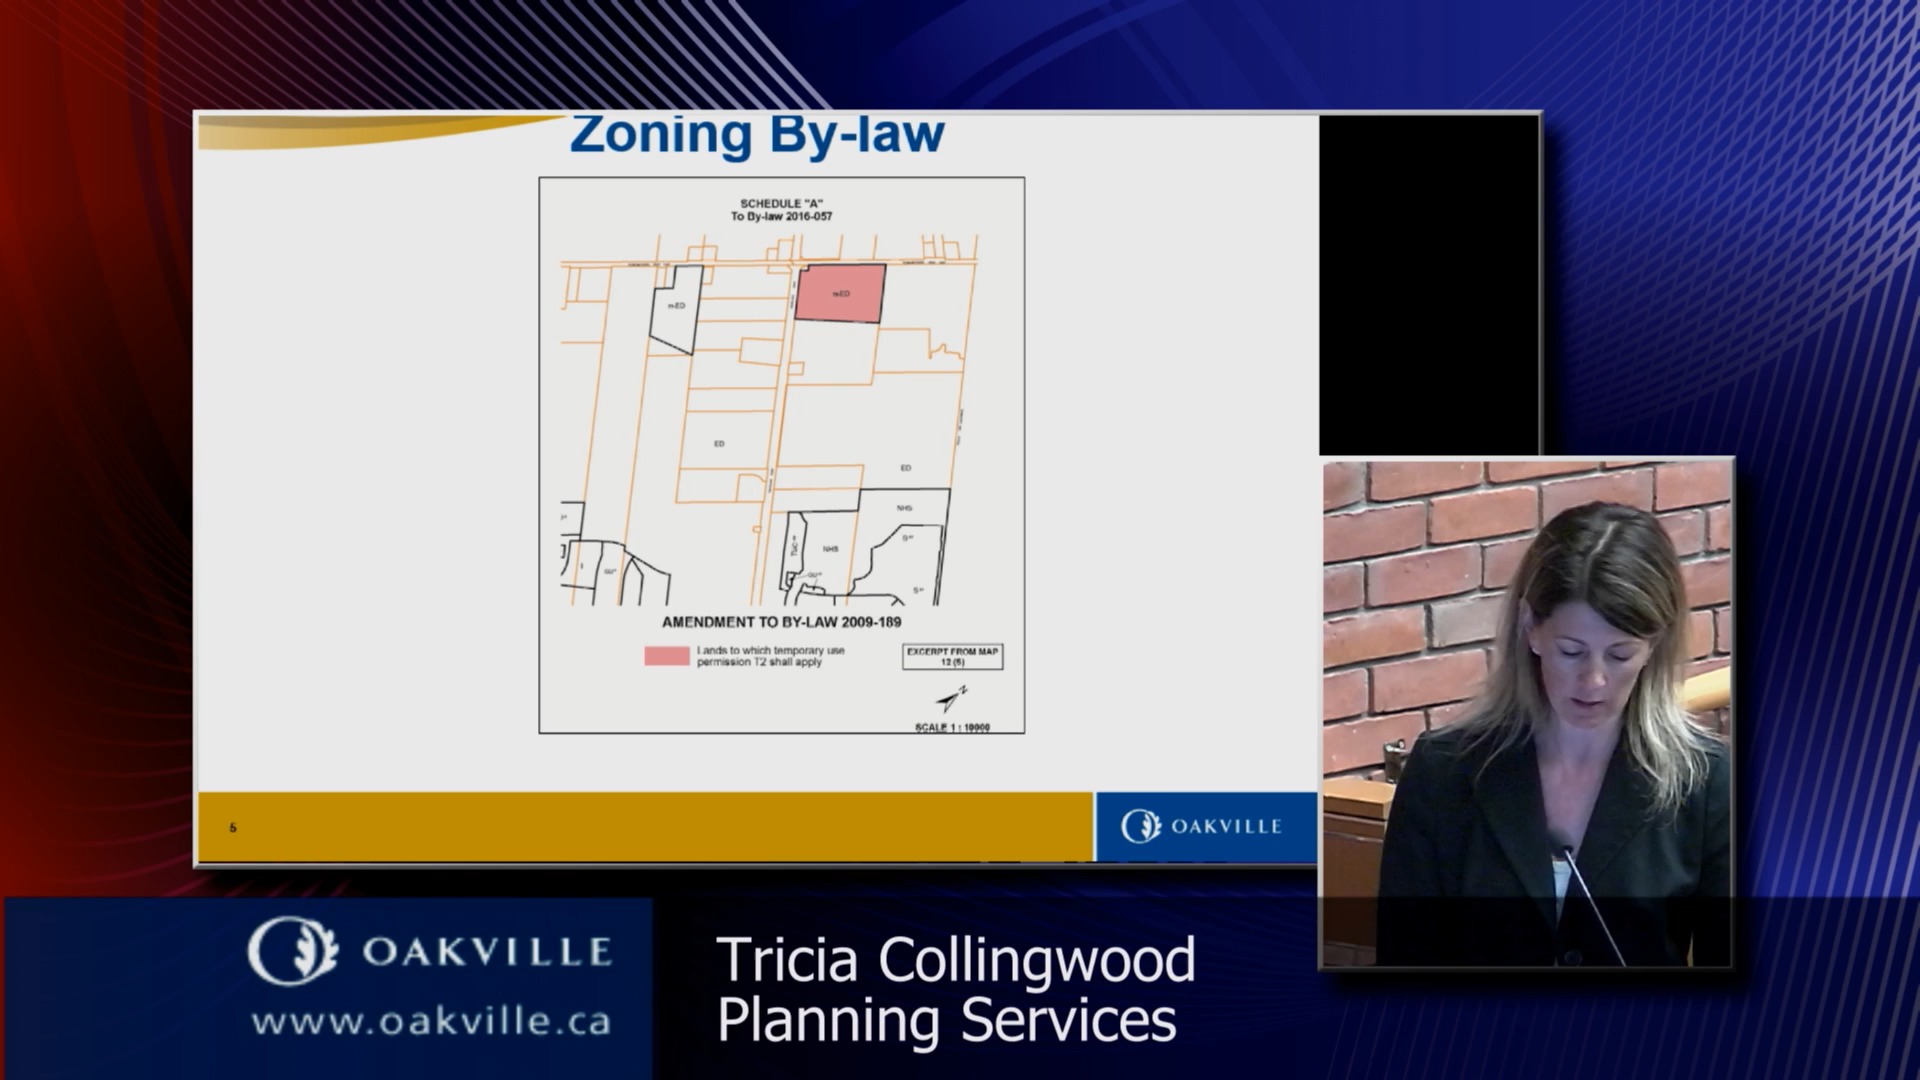 Zoning By-law
SCHEDULE "A"
To By-law 2016-057
ED
ED
NHS
NHS
AMENDMENT TO BY-LAW 2009-189
Lands to which temporary use
permission T2 shall apply
EXCERPT FROM MAP
12 (5)
SCALE 1 : 10000
5
OAKVILLE
OAKVILLE
www.oakville.ca
Tricia Collingwood
Planning Services